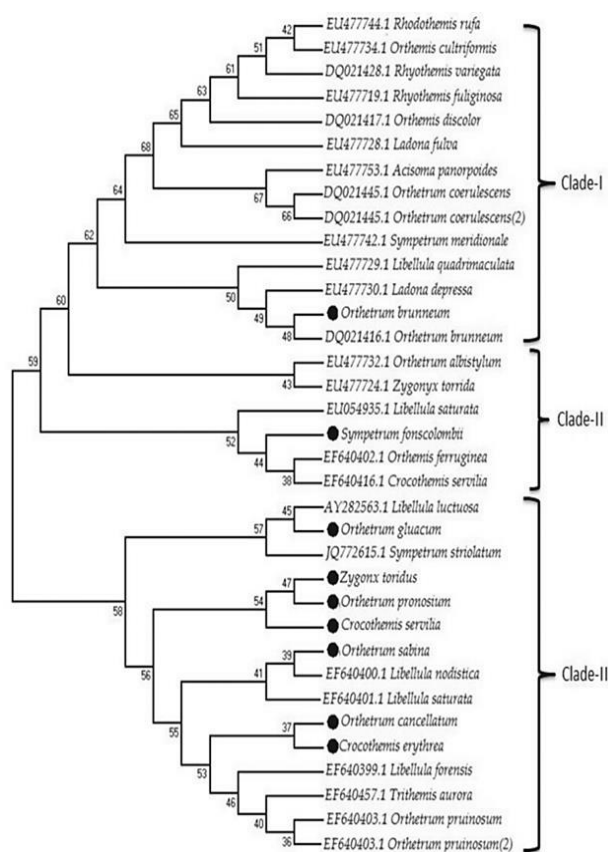 EU477744.1 Rhodothemis rufa
EU477734.1 Orthemis cultriformis
DQ021428.1 Rhyothemis variegata
EU477719.1 Rhyothemis fuliginosa
DQ021417.1 Orthemis discolor
EU477728.1 Ladona fulva
EU477753.1 Acisoma panorpoides
DQ021445.1 Orthetrum coerulescens
DQ021445.1 Orthetrum coerulescens(2)
EU477742.1 Sympetrum meridionale
EU477729.1 Libellula quadrimaculata
EU477730.1 Ladona depressa
Orthetrum brunneum
DQ021416.1 Orthetrum brunneum
Clade-I
EU477732.1 Orthetrum albistylum
EU477724.1 Zygonyx torrida
EU054935.1 Libellula saturata
Sympetrum fonscolombii
EF640402.1 Orthemis ferruginea
EF640416.1 Crocothemis servilia
Clade-II
AY282563.1 Libellula luctuosa
Orthetrum gluacum
JQ772615.1 Sympetrum striolatum
Zygonx toridus
Orthetrum pronosium
Crocothemis servilia
Orthetrum sabina
EF640400.1 Libellula nodistica
EF640401.1 Libellula saturata
Orthetrum cancellatum
Crocothemis erythrea
EF640399.1 Libellula forensis
EF640457.1 Trithemis aurora
EF640403.1 Orthetrum pruinosum
EF640403.1 Orthetrum pruinosum(2)
Clade-II
42
51
61
63
65
68
67
66
64
62
50
49
48
60
43
59
52
44
38
45
57
58
47
54
56
39
41
55
37
53
46
40
36